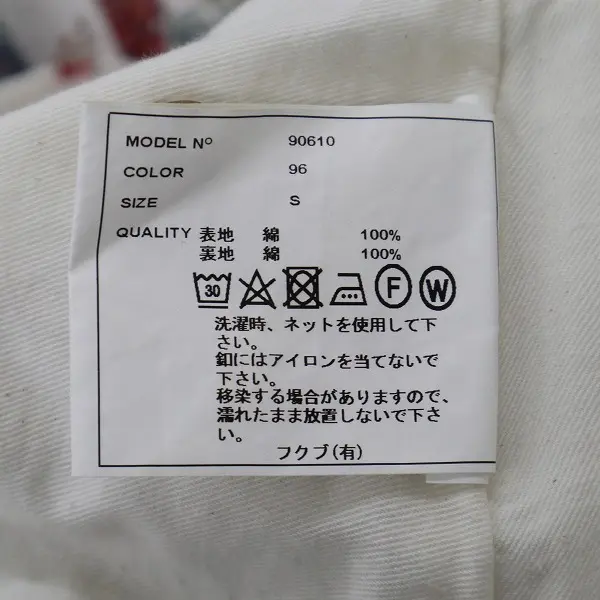 MODEL Nº 90610
COLOR 96
SIZE S
QUALITY 表地 綿 100%
裏地 綿 100%
30 F W
洗濯時、ネットを使用して下
さい。
釦にはアイロンを当てないで
下さい。
移染する場合がありますので、
濡れたまま放置しないで下さ
い。
フクブ(有)